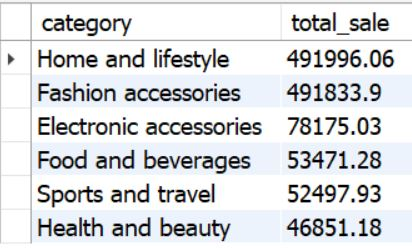 category total_sale
Home and lifestyle 491996.06
Fashion accessories 491833.9
Electronic accessories 78175.03
Food and beverages 53471.28
Sports and travel 52497.93
Health and beauty 46851.18